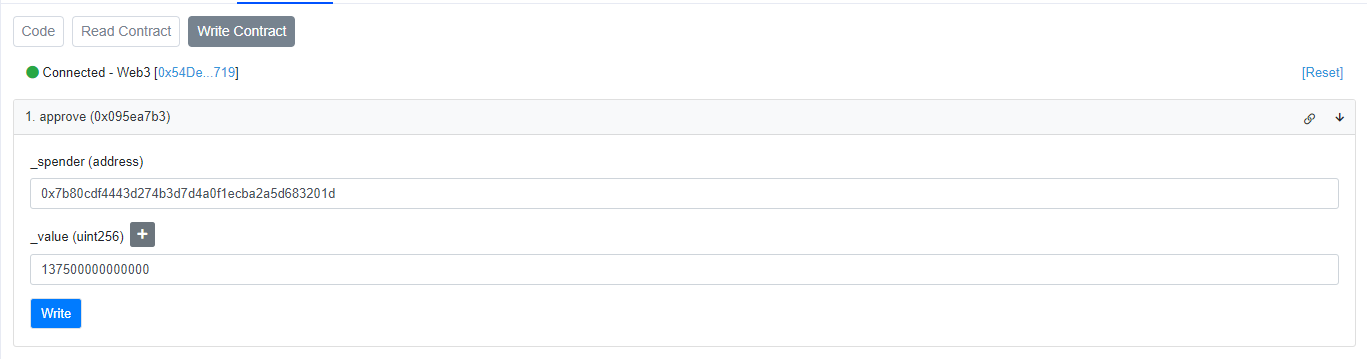 Code Read Contract Write Contract
Connected - Web3 [0x54De...719] [Reset]
1. approve (0x095ea7b3)
_spender (address)
0x7b80cdf4443d274b3d7d4a0f1ecba2a5d683201d
_value (uint256) +
137500000000000
Write